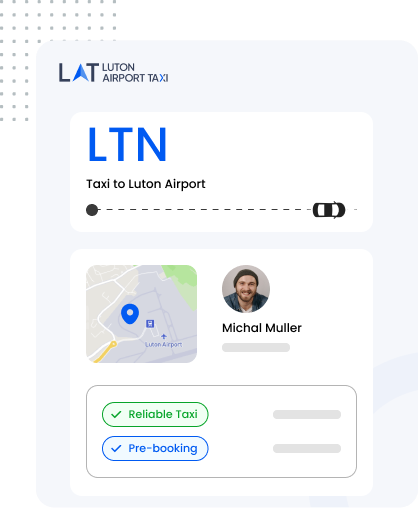 LAT LUTON
AIRPORT TAXI
LTN
Taxi to Luton Airport
Luton Airport
Michal Muller
Reliable Taxi
Pre-booking